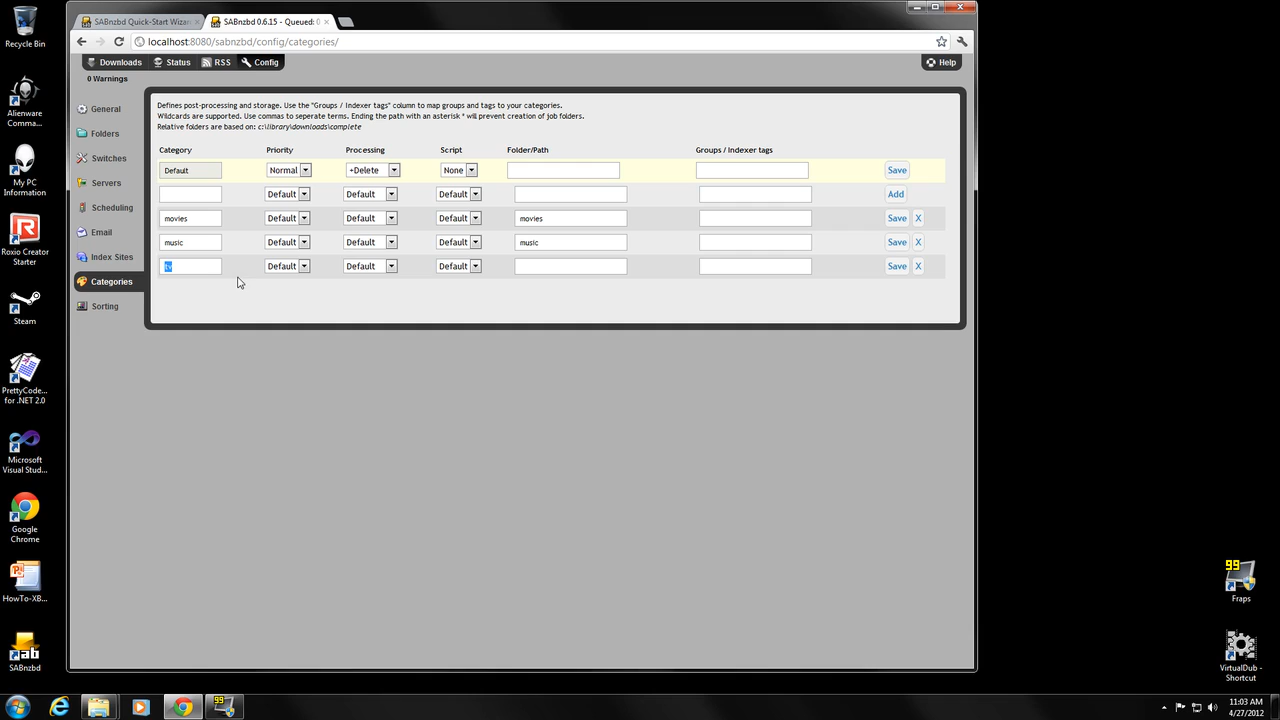 Recycle Bin
Alienware Comma...
My PC Information
Roxio Creator Starter
Steam
PrettyCode... for .NET 2.0
Microsoft Visual Stud...
Google Chrome
HowTo-XB...
SABnzbd
SABnzbd Quick-Start Wizar
SABnzbd 0.6.15 - Queued: 0
localhost:8080/sabnzbd/config/categories/
Downloads Status RSS Config Help
0 Warnings
General
Folders
Switches
Servers
Scheduling
Email
Index Sites
Categories
Sorting
Defines post-processing and storage. Use the "Groups / Indexer tags" column to map groups and tags to your categories.
Wildcards are supported. Use commas to seperate terms. Ending the path with an asterisk * will prevent creation of job folders.
Relative folders are based on: c:\library\downloads\complete
Category Priority Processing Script Folder/Path Groups / Indexer tags
Default Normal +Delete None Save
Default Default Default Add
movies Default Default Default movies Save X
music Default Default Default music Save X
tv Default Default Default Save X
99
Fraps
VirtualDub - Shortcut
99
11:03 AM
4/27/2012